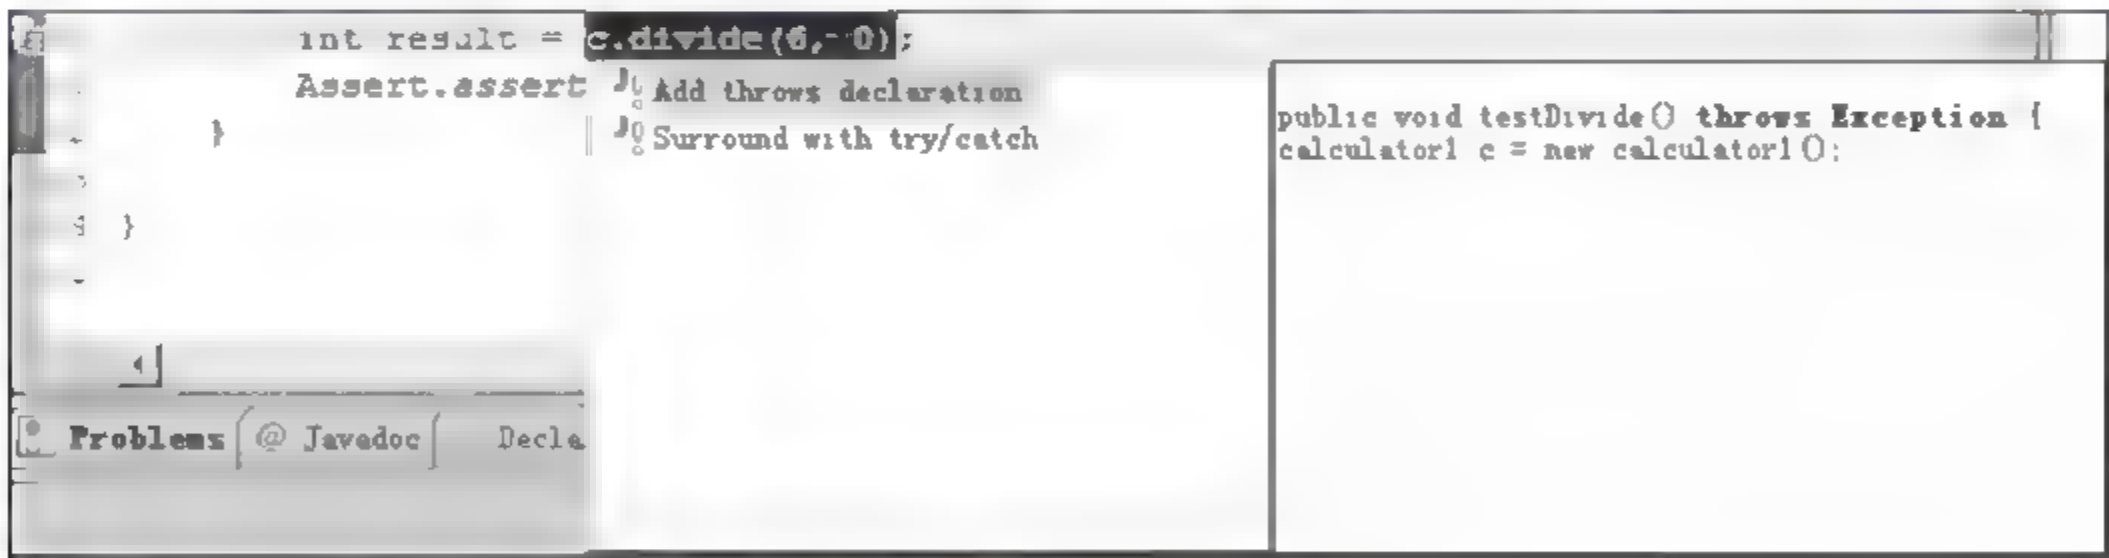 int result = c.divide(6, 0);
Assert.assert
}
}
Add throws declaration
Surround with try/catch
public void testDivide() throws Exception {
calculator1 c = new calculator1();
Problems @ Javadoc Decla